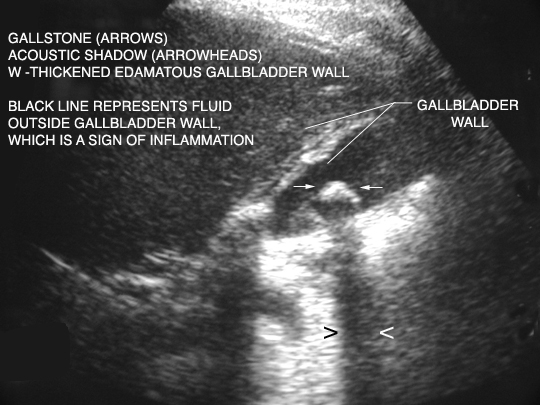 GALLSTONE (ARROWS)
ACOUSTIC SHADOW (ARROWHEADS)
W -THICKENED EDAMATOUS GALLBLADDER WALL
BLACK LINE REPRESENTS FLUID
OUTSIDE GALLBLADDER WALL,
WHICH IS A SIGN OF INFLAMMATION
GALLBLADDER
WALL